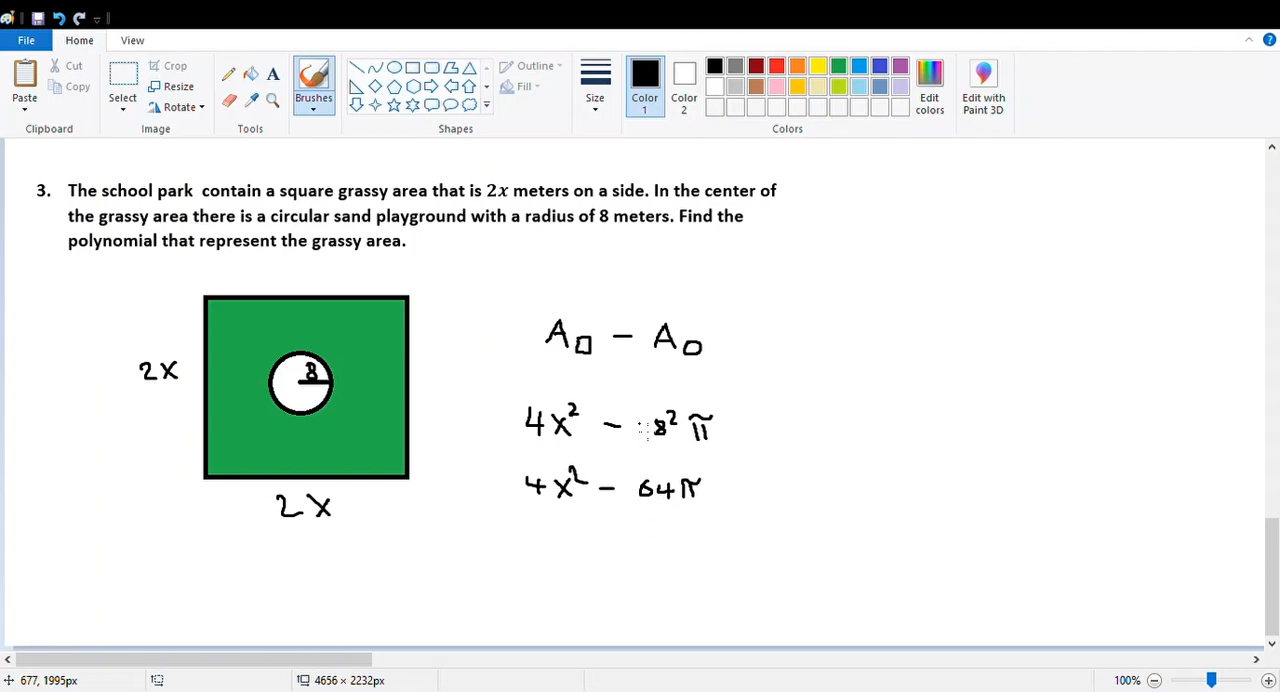 File Home View
Paste Cut Copy Select Crop Resize Rotate A Brushes Outline Fill Size Color 1 Color 2 Edit colors Edit with Paint 3D
Clipboard Image Tools Shapes Colors
3. The school park contain a square grassy area that is 2x meters on a side. In the center of
the grassy area there is a circular sand playground with a radius of 8 meters. Find the
polynomial that represent the grassy area.
A□ − A○
2X
8
4x² − 8² π
4x² − 64π
2X
677, 1995px 4656 × 2232px 100%